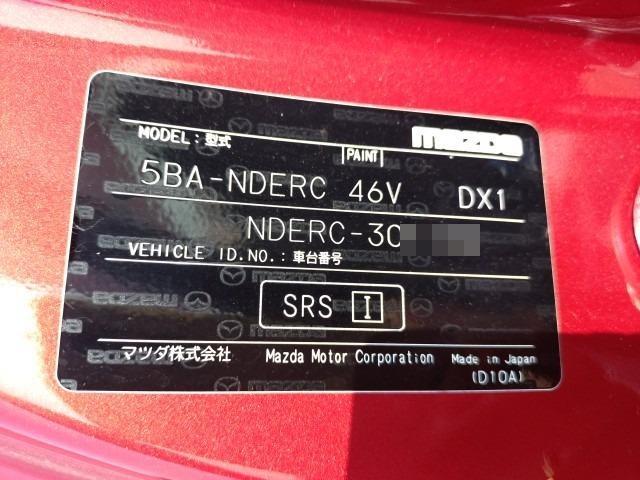 mazda
MODEL: 型式
PAINT
5BA-NDERC 46V DX1
NDERC-30
VEHICLE ID.NO.: 車台番号
SRS I
マツダ株式会社 Mazda Motor Corporation Made in Japan
(D10A)